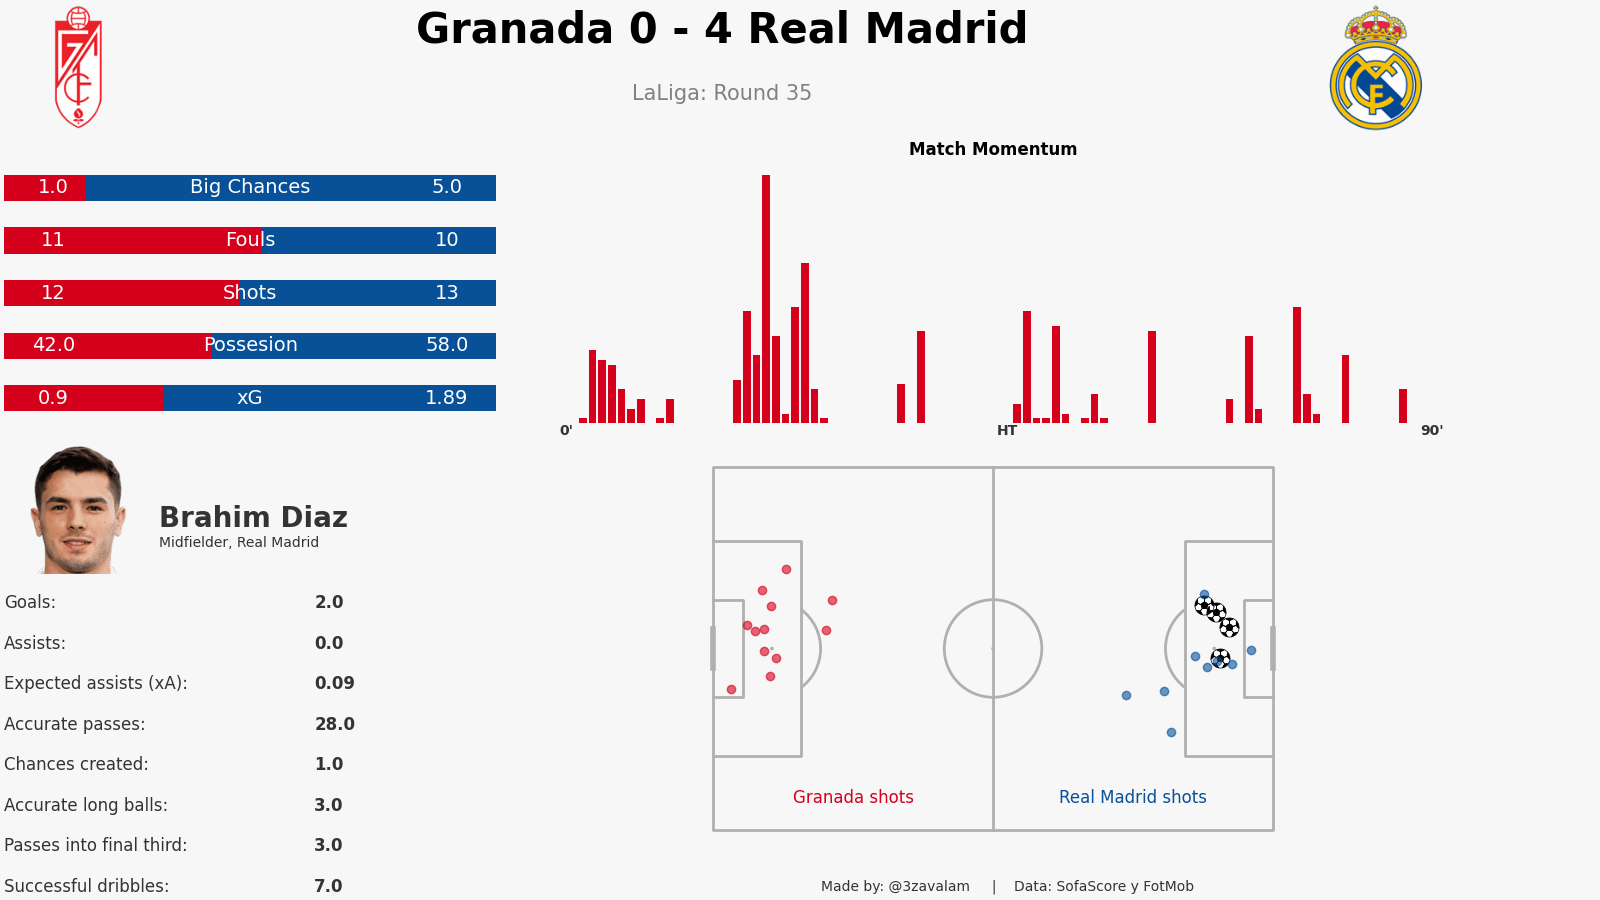 Granada 0 - 4 Real Madrid
LaLiga: Round 35
1.0 Big Chances 5.0
11 Fouls 10
12 Shots 13
42.0 Possesion 58.0
0.9 xG 1.89
Match Momentum
0' HT 90'
Brahim Diaz
Midfielder, Real Madrid
Goals: 2.0
Assists: 0.0
Expected assists (xA): 0.09
Accurate passes: 28.0
Chances created: 1.0
Accurate long balls: 3.0
Passes into final third: 3.0
Successful dribbles: 7.0
Granada shots
Real Madrid shots
Made by: @3zavalam | Data: SofaScore y FotMob